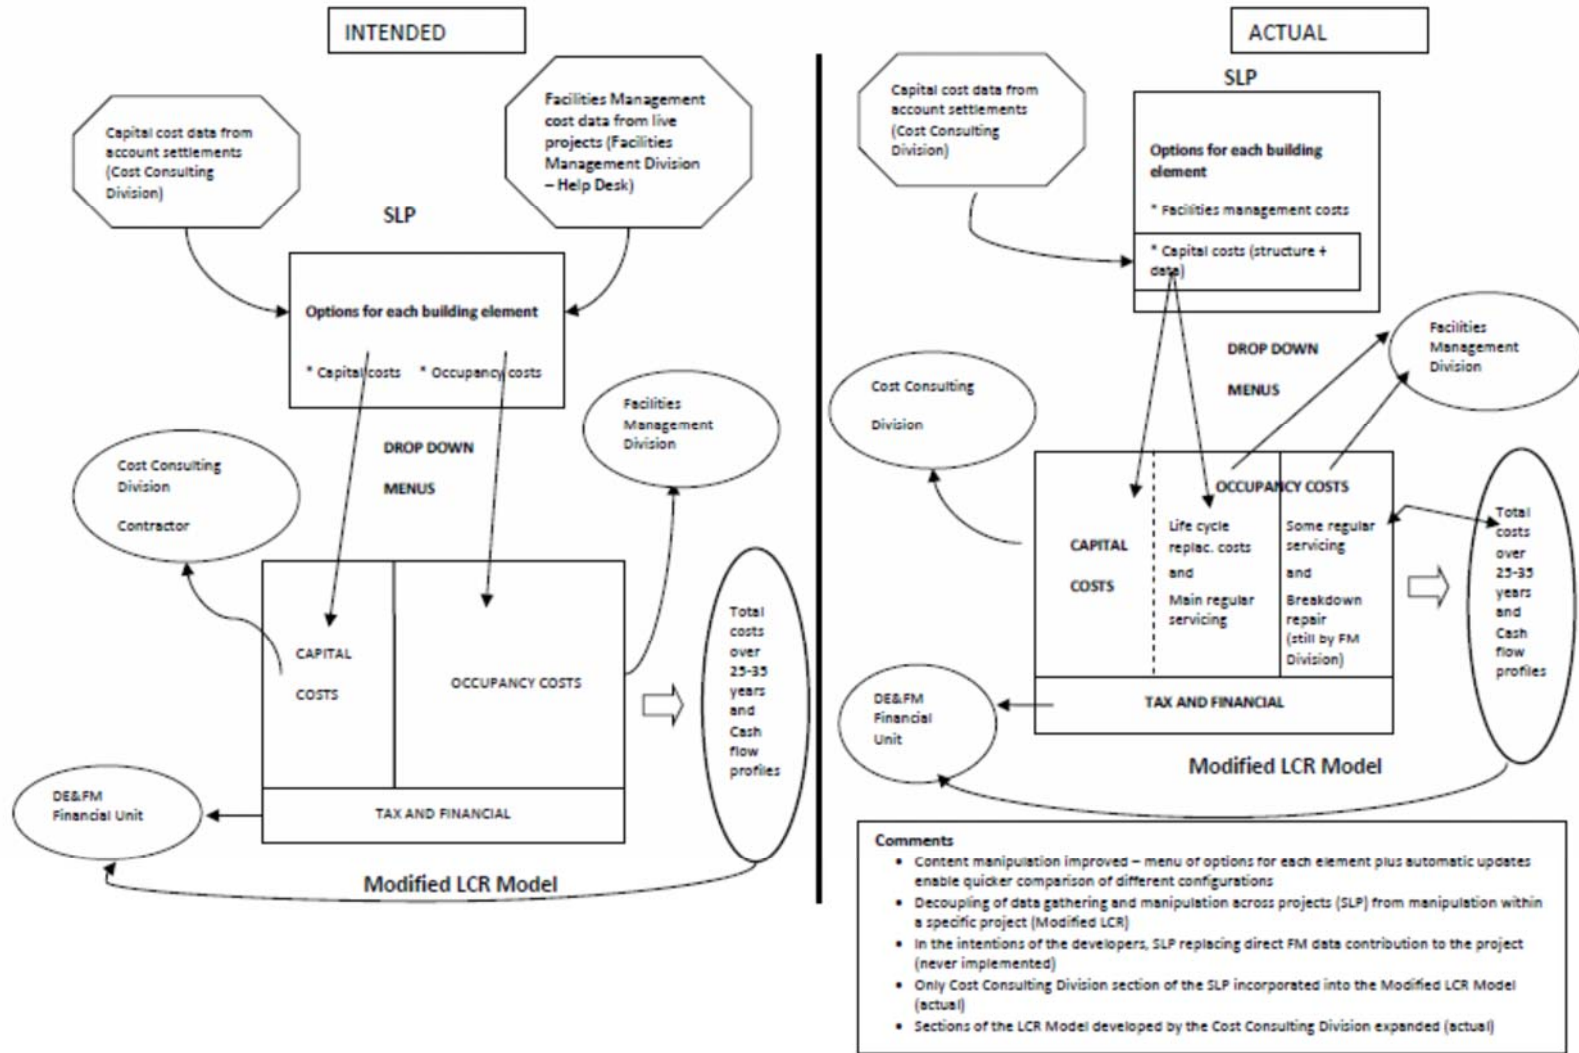 INTENDED
Capital cost data from
account settlements
(Cost Consulting
Division)
Facilities Management
cost data from live
projects (Facilities
Management Division
– Help Desk)
SLP
Options for each building element
* Capital costs * Occupancy costs
DROP DOWN
MENUS
Facilities
Management
Division
Cost Consulting
Division
Contractor
CAPITAL
COSTS
OCCUPANCY COSTS
Total
costs
over
25-35
years
and
Cash
flow
profiles
TAX AND FINANCIAL
DE&FM
Financial Unit
Modified LCR Model
ACTUAL
Capital cost data from
account settlements
(Cost Consulting
Division)
SLP
Options for each building
element
* Facilities management costs
* Capital costs (structure +
data)
DROP DOWN
MENUS
Facilities
Management
Division
Cost Consulting
Division
OCCUPANCY COSTS
CAPITAL
COSTS
Life cycle
replac. costs
and
Main regular
servicing
Some regular
servicing
and
Breakdown
repair
(still by FM
Division)
Total
costs
over
25-35
years
and
Cash
flow
profiles
TAX AND FINANCIAL
DE&FM
Financial
Unit
Modified LCR Model
Comments
• Content manipulation improved – menu of options for each element plus automatic updates
enable quicker comparison of different configurations
• Decoupling of data gathering and manipulation across projects (SLP) from manipulation within
a specific project (Modified LCR)
• In the intentions of the developers, SLP replacing direct FM data contribution to the project
(never implemented)
• Only Cost Consulting Division section of the SLP incorporated into the Modified LCR Model
(actual)
• Sections of the LCR Model developed by the Cost Consulting Division expanded (actual)